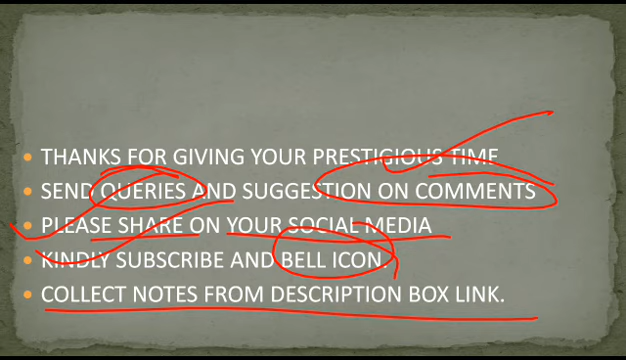 THANKS FOR GIVING YOUR PRESTIGIOUS TIME
SEND QUERIES AND SUGGESTION ON COMMENTS
PLEASE SHARE ON YOUR SOCIAL MEDIA
KINDLY SUBSCRIBE AND BELL ICON.
COLLECT NOTES FROM DESCRIPTION BOX LINK.